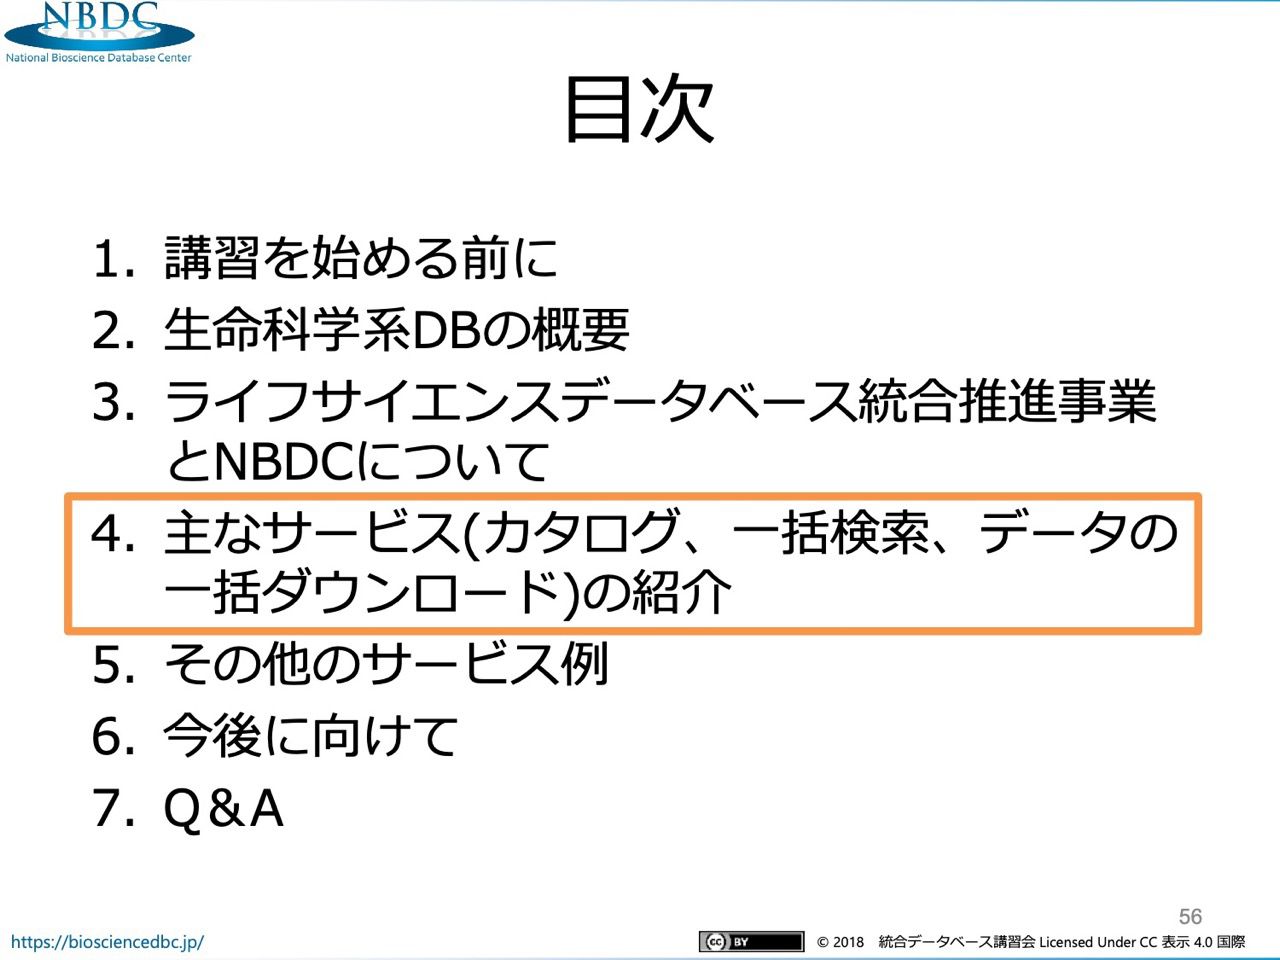 NBDC
National Bioscience Database Center
目次
1. 講習を始める前に
2. 生命科学系DBの概要
3. ライフサイエンスデータベース統合推進事業
とNBDCについて
4. 主なサービス(カタログ、一括検索、データの
一括ダウンロード)の紹介
5. その他のサービス例
6. 今後に向けて
7. Q&A
56
https://biosciencedbc.jp/
cc BY © 2018 統合データベース講習会 Licensed Under CC 表示 4.0 国際